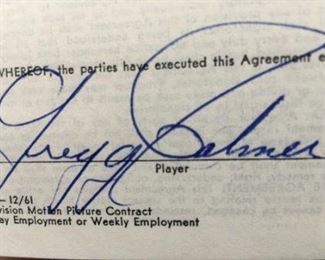 WHEREOF, the parties have executed this Agreement
Gregg Palmer
Player
— 12/61
vision Motion Picture Contract
ay Employment or Weekly Employment